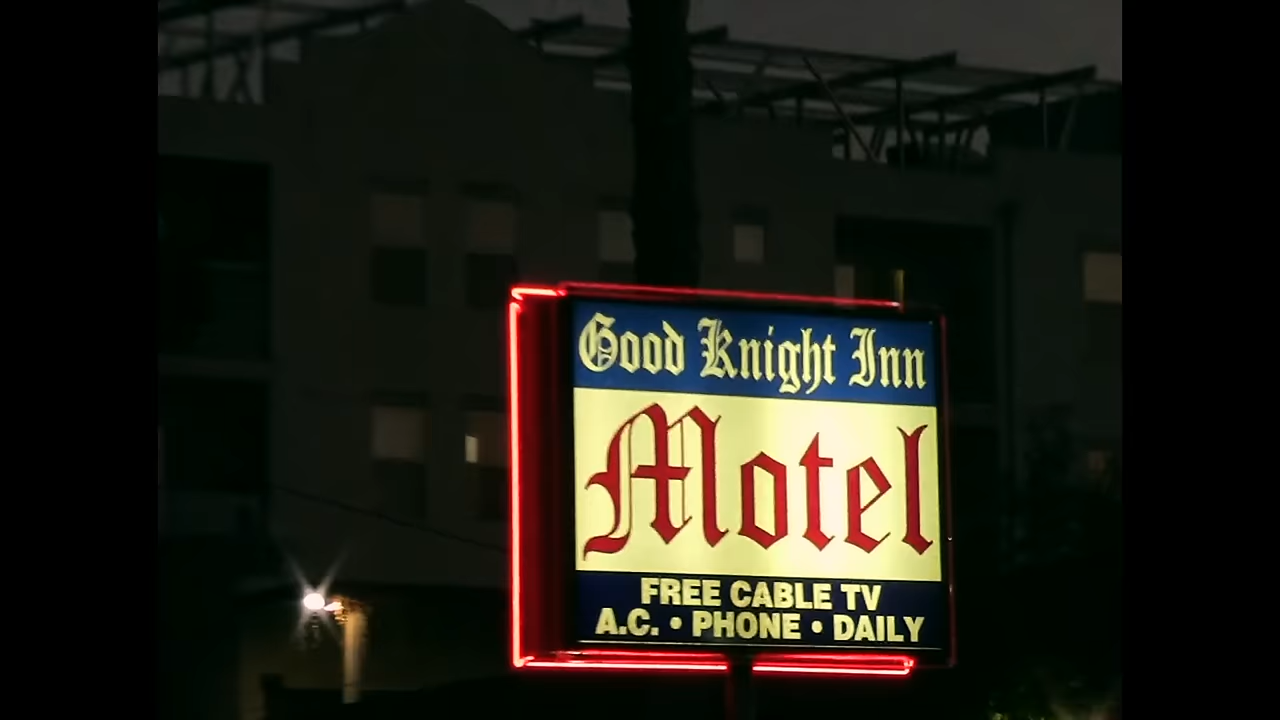 Good Knight Inn
Motel
FREE CABLE TV
A.C. • PHONE • DAILY